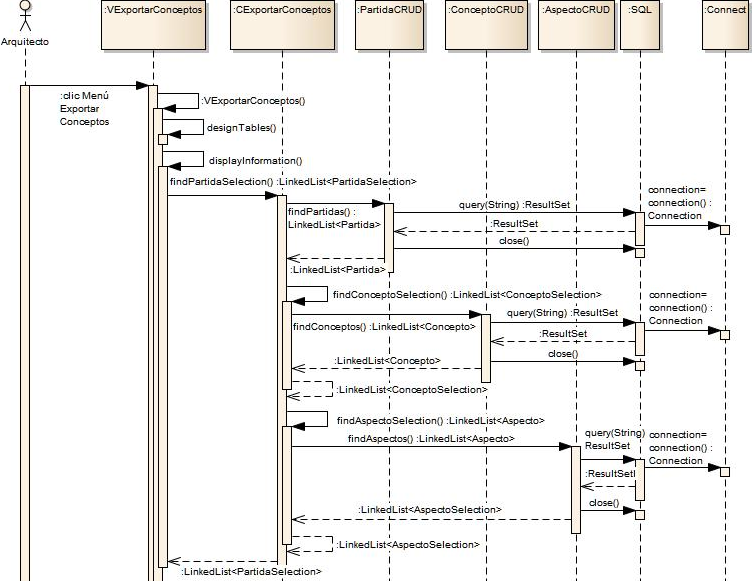 :VExportarConceptos
:CExportarConceptos
:PartidaCRUD
:ConceptoCRUD
:AspectoCRUD
:SQL
:Connect
Arquitecto
:clic Menú
Exportar
Conceptos
:VExportarConceptos()
designTables()
displayInformation()
findPartidaSelection() :LinkedList<PartidaSelection>
findPartidas() :
LinkedList<Partida>
query(String) :ResultSet
connection=
connection() :
Connection
:ResultSet
close()
:LinkedList<Partida>
findConceptoSelection() :LinkedList<ConceptoSelection>
findConceptos() :LinkedList<Concepto>
query(String) :ResultSet
connection=
connection() :
Connection
:ResultSet
close()
:LinkedList<Concepto>
:LinkedList<ConceptoSelection>
findAspectoSelection() :LinkedList<Aspecto>
findAspectos() :LinkedList<Aspecto>
query(String)
ResultSet
connection=
connection() :
Connection
:ResultSet
close()
:LinkedList<AspectoSelection>
:LinkedList<AspectoSelection>
:LinkedList<PartidaSelection>